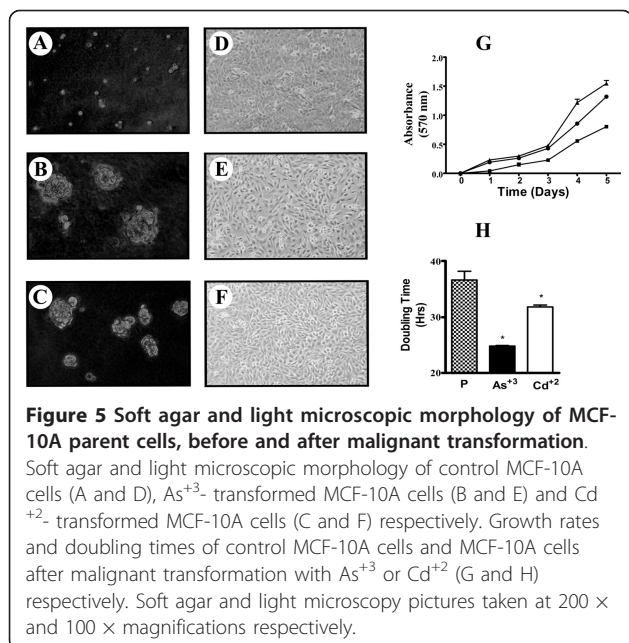 A
D
G
Absorbance
(570 nm)
2.0
1.5
1.0
0.5
0.0
0 1 2 3 4 5
Time (Days)
B
E
C
F
H
Doubling Time
(Hrs)
40
30
20
*
*
P As+3 Cd+2
Figure 5 Soft agar and light microscopic morphology of MCF-
10A parent cells, before and after malignant transformation.
Soft agar and light microscopic morphology of control MCF-10A
cells (A and D), As+3- transformed MCF-10A cells (B and E) and Cd
+2- transformed MCF-10A cells (C and F) respectively. Growth rates
and doubling times of control MCF-10A cells and MCF-10A cells
after malignant transformation with As+3 or Cd+2 (G and H)
respectively. Soft agar and light microscopy pictures taken at 200 ×
and 100 × magnifications respectively.